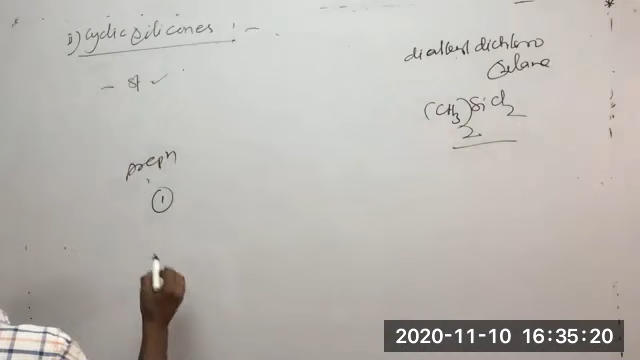 ii) cyclic silicones : -
dialkyl dichloro
Silane
(CH3)2SiCl2
prepn
①
2020-11-10 16:35:20